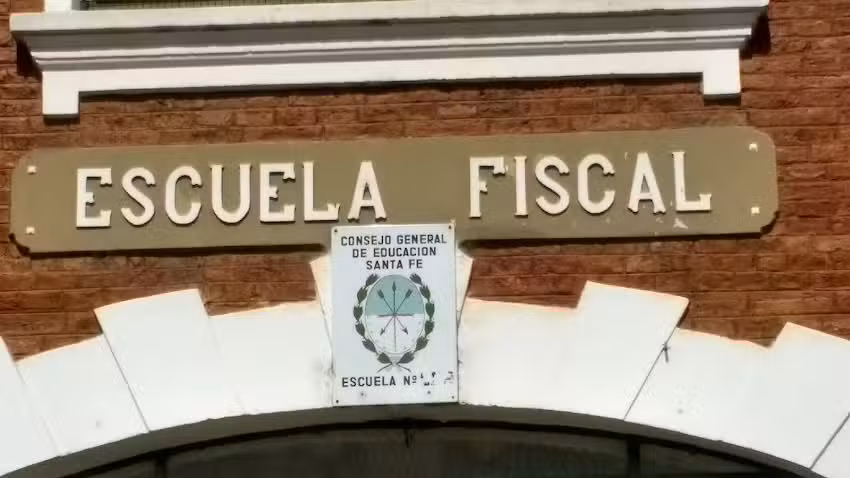 ESCUELA FISCAL
CONSEJO GENERAL
DE EDUCACION
SANTA FE
ESCUELA Nº